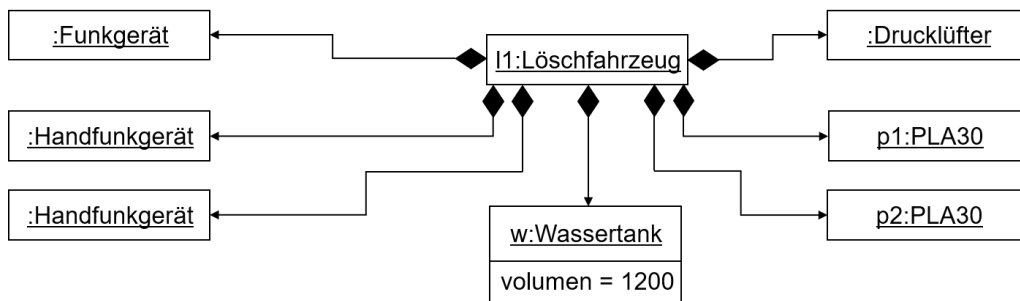 :Funkgerät
l1:Löschfahrzeug
:Drucklüfter
:Handfunkgerät
p1:PLA30
:Handfunkgerät
p2:PLA30
w:Wassertank
volumen = 1200